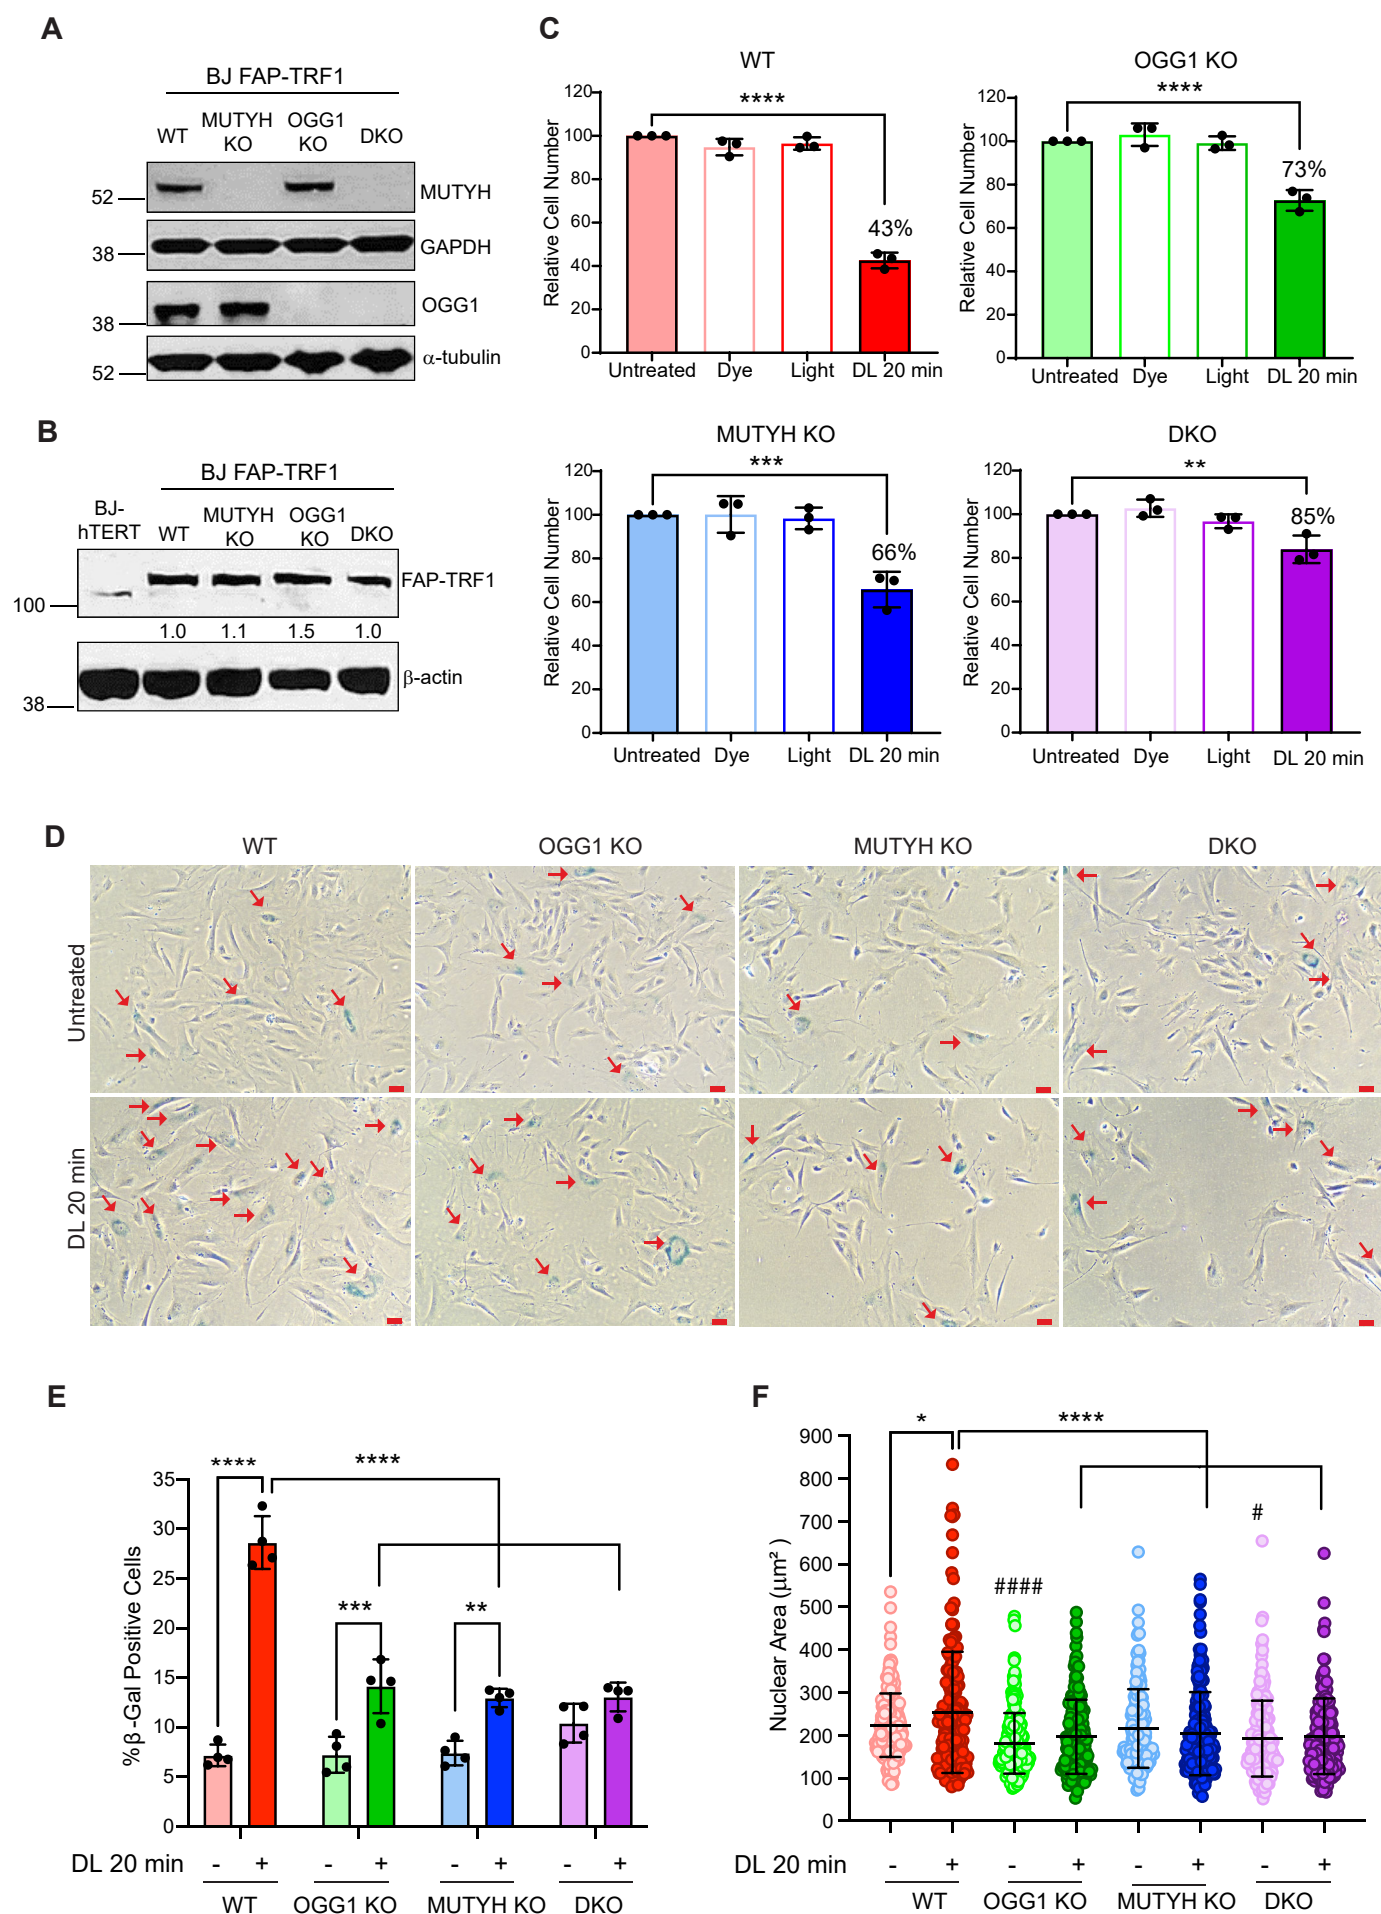 A
BJ FAP-TRF1
WT
MUTYH
KO
OGG1
KO
DKO
52
MUTYH
38
GAPDH
38
OGG1
52
α-tubulin
B
BJ FAP-TRF1
BJ-
hTERT
WT
MUTYH
KO
OGG1
KO
DKO
100
FAP-TRF1
1.0 1.1 1.5 1.0
38
β-actin
C
WT
Relative Cell Number
120
100
80
60
40
20
0
****
43%
Untreated Dye Light DL 20 min
OGG1 KO
Relative Cell Number
120
100
80
60
40
20
0
****
73%
Untreated Dye Light DL 20 min
MUTYH KO
Relative Cell Number
120
100
80
60
40
20
0
***
66%
Untreated Dye Light DL 20 min
DKO
Relative Cell Number
120
100
80
60
40
20
0
**
85%
Untreated Dye Light DL 20 min
D
WT OGG1 KO MUTYH KO DKO
Untreated
DL 20 min
E
%β-Gal Positive Cells
35
30
25
20
15
10
5
0
****
****
***
**
DL 20 min - + - + - + - +
WT OGG1 KO MUTYH KO DKO
F
Nuclear Area (μm²)
900
800
700
600
500
400
300
200
100
0
*
****
####
#
DL 20 min - + - + - + - +
WT OGG1 KO MUTYH KO DKO